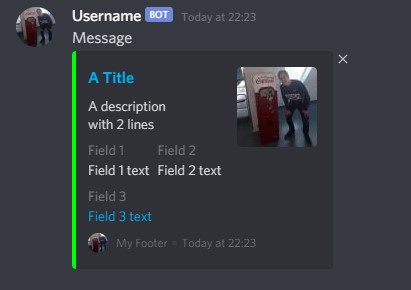 Username BOT Today at 22:23
Message
A Title
A description
with 2 lines
Field 1 Field 2
Field 1 text Field 2 text
Field 3
Field 3 text
My Footer • Today at 22:23